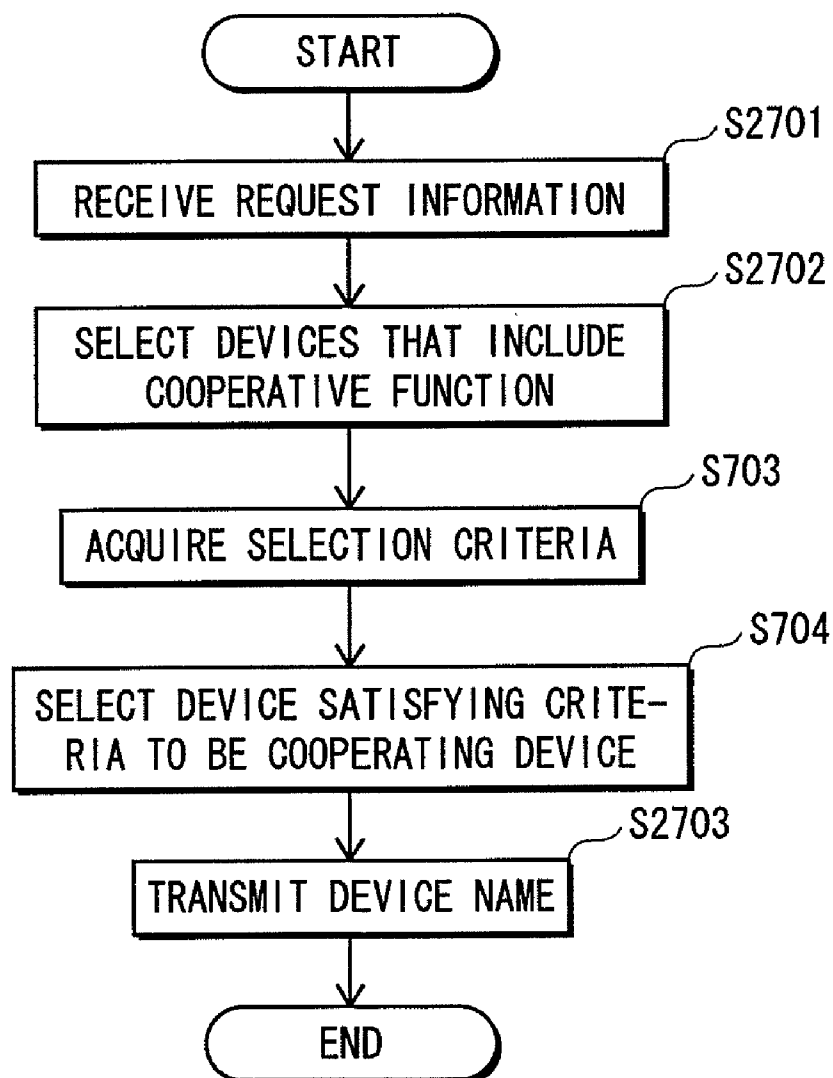 START
S2701
RECEIVE REQUEST INFORMATION
S2702
SELECT DEVICES THAT INCLUDE
COOPERATIVE FUNCTION
S703
ACQUIRE SELECTION CRITERIA
S704
SELECT DEVICE SATISFYING CRITE-
RIA TO BE COOPERATING DEVICE
S2703
TRANSMIT DEVICE NAME
END